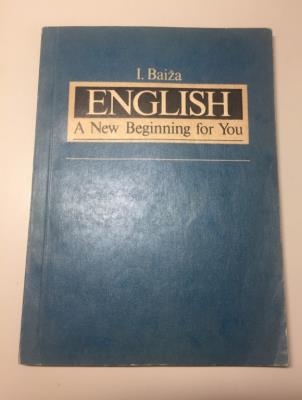 I. Baiža
ENGLISH
A New Beginning for You